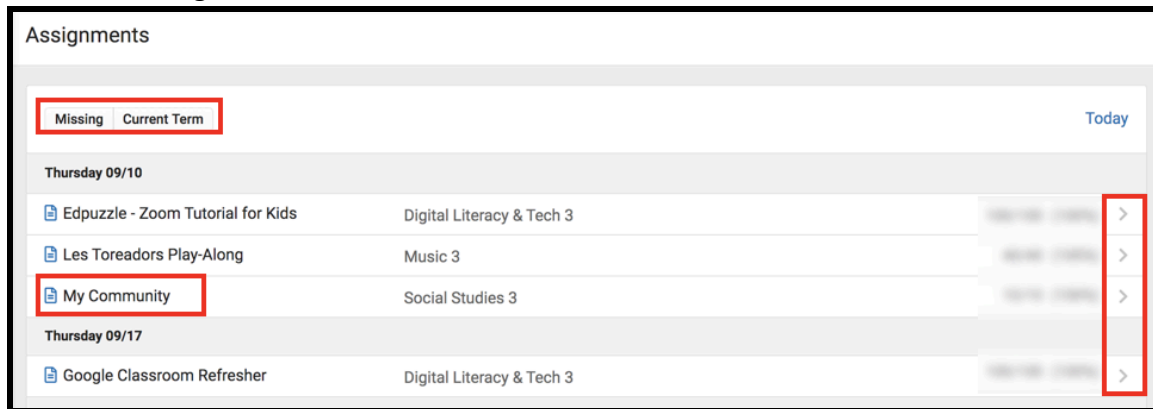 Assignments
Missing Current Term Today
Thursday 09/10
Edpuzzle - Zoom Tutorial for Kids Digital Literacy & Tech 3
Les Toreadors Play-Along Music 3
My Community Social Studies 3
Thursday 09/17
Google Classroom Refresher Digital Literacy & Tech 3